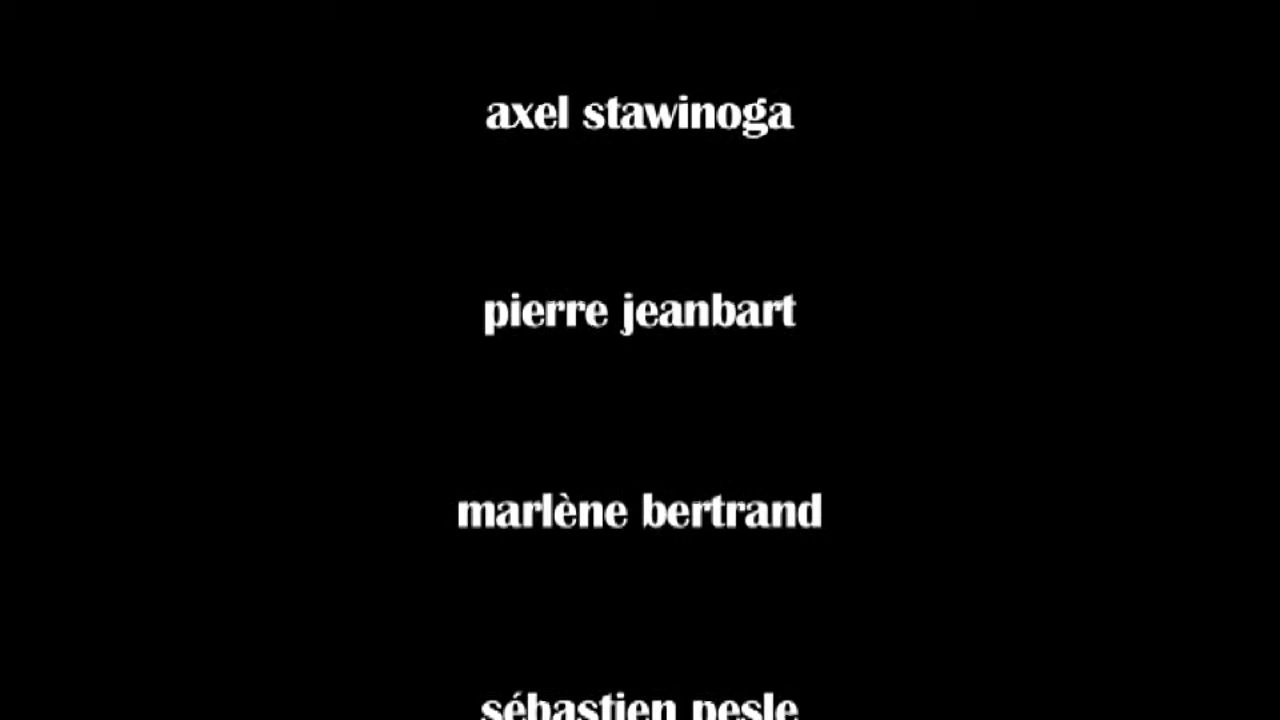 axel stawinoga
pierre jeanbart
marlène bertrand
sébastien pesle